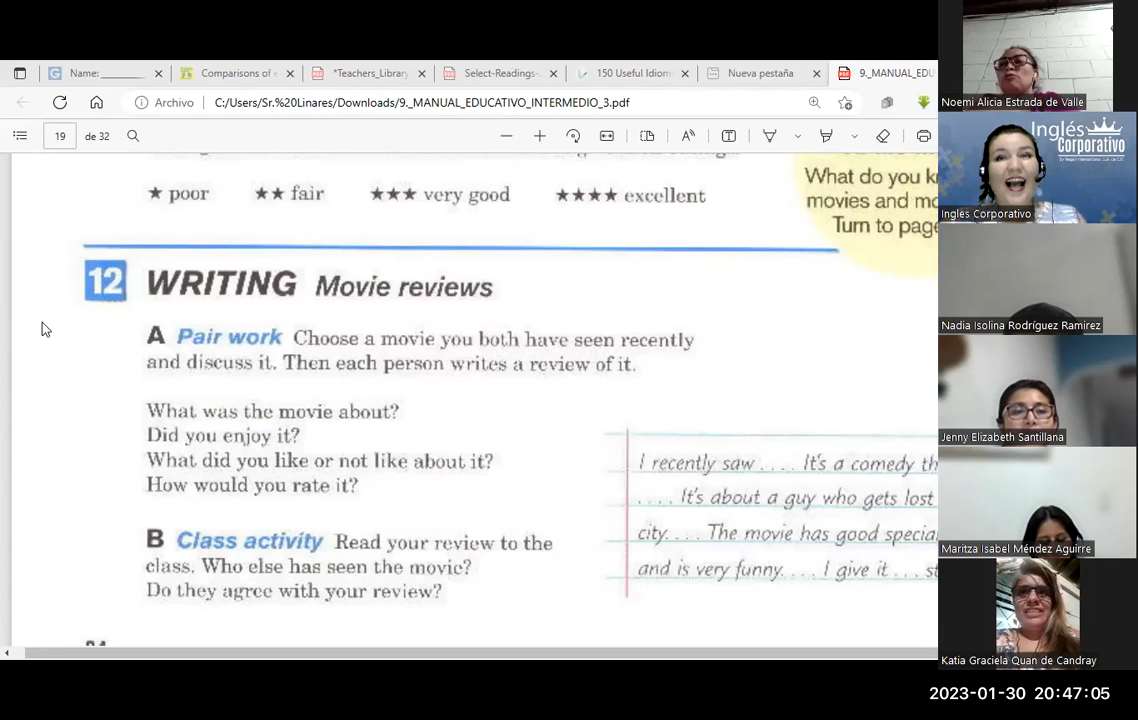 Name: ________
Comparisons of e
*Teachers_Library
Select-Readings-
150 Useful Idiom
Nueva pestaña
9._MANUAL_EDU
Archivo
C:/Users/Sr.%20Linares/Downloads/9._MANUAL_EDUCATIVO_INTERMEDIO_3.pdf
19
de 32
★ poor ★★ fair ★★★ very good ★★★★ excellent
What do you k
movies and mo
Turn to page
12 WRITING Movie reviews
A Pair work Choose a movie you both have seen recently
and discuss it. Then each person writes a review of it.
What was the movie about?
Did you enjoy it?
What did you like or not like about it?
How would you rate it?
B Class activity Read your review to the
class. Who else has seen the movie?
Do they agree with your review?
I recently saw . . . . It's a comedy th
. . . . It's about a guy who gets lost
city. . . . The movie has good special
and is very funny. . . . I give it . . . st
Noemi Alicia Estrada de Valle
Inglés
Corporativo
Inglés Corporativo
Nadia Isolina Rodríguez Ramirez
Jenny Elizabeth Santillana
Maritza Isabel Méndez Aguirre
Katia Graciela Quan de Candray
2023-01-30 20:47:05